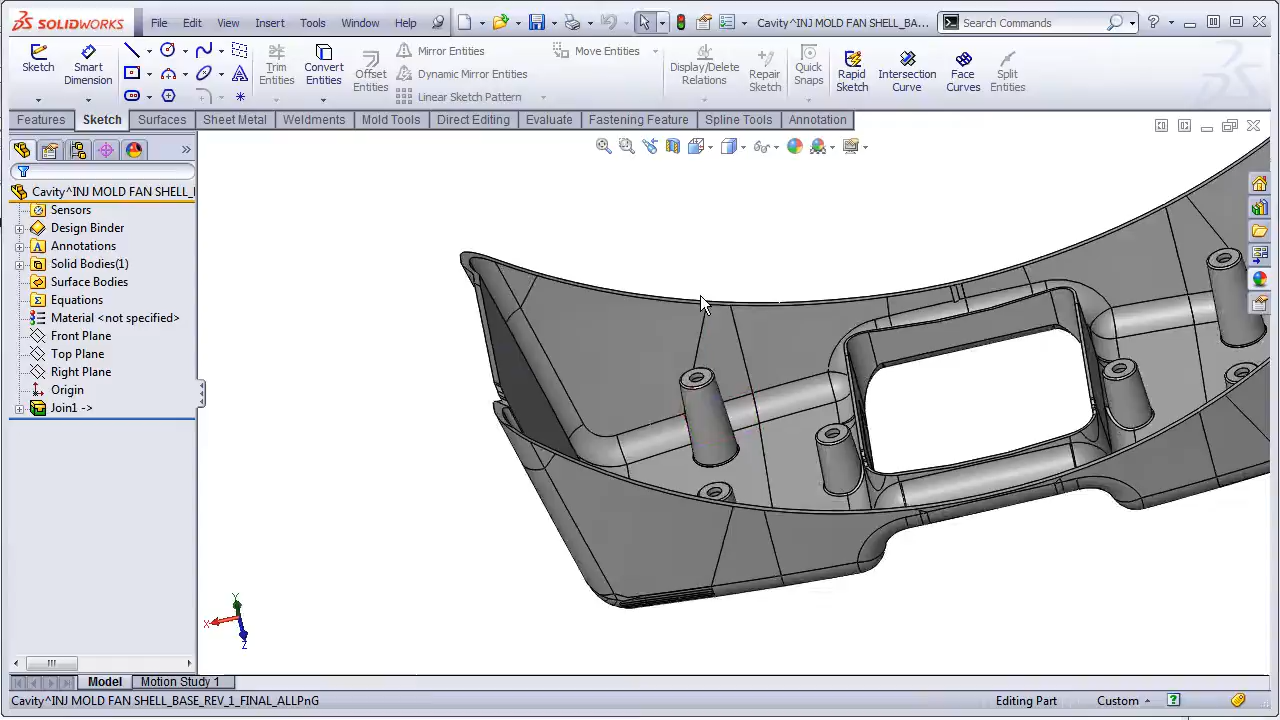 SOLIDWORKS File Edit View Insert Tools Window Help Cavity^INJ MOLD FAN SHELL_BA... Search Commands
Sketch Smart Dimension Trim Entities Convert Entities Offset Entities Mirror Entities Dynamic Mirror Entities Linear Sketch Pattern Move Entities Display/Delete Relations Repair Sketch Quick Snaps Rapid Sketch Intersection Curve Face Curves Split Entities
Features Sketch Surfaces Sheet Metal Weldments Mold Tools Direct Editing Evaluate Fastening Feature Spline Tools Annotation
Cavity^INJ MOLD FAN SHELL_
Sensors
Design Binder
Annotations
Solid Bodies(1)
Surface Bodies
Equations
Material <not specified>
Front Plane
Top Plane
Right Plane
Origin
Join1 ->
Y
X
Z
Model Motion Study 1
Cavity^INJ MOLD FAN SHELL_BASE_REV_1_FINAL_ALLPnG Editing Part Custom